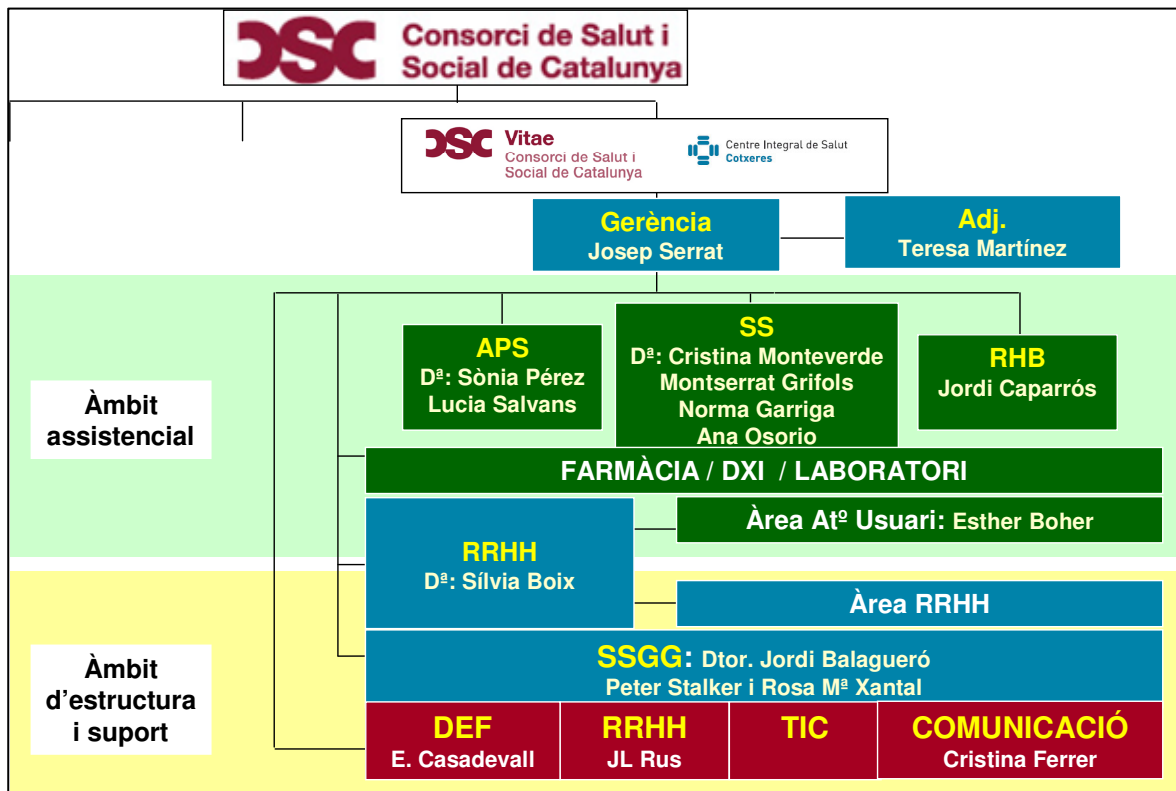 CSC Consorci de Salut i
Social de Catalunya
CSC Vitae
Consorci de Salut i
Social de Catalunya
Centre Integral de Salut
Cotxeres
Gerència
Josep Serrat
Adj.
Teresa Martínez
Àmbit
assistencial
APS
Dª: Sònia Pérez
Lucia Salvans
SS
Dª: Cristina Monteverde
Montserrat Grifols
Norma Garriga
Ana Osorio
RHB
Jordi Caparrós
FARMÀCIA / DXI / LABORATORI
RRHH
Dª: Sílvia Boix
Àrea Atº Usuari: Esther Boher
Àrea RRHH
Àmbit
d'estructura
i suport
SSGG: Dtor. Jordi Balagueró
Peter Stalker i Rosa Mª Xantal
DEF
E. Casadevall
RRHH
JL Rus
TIC
COMUNICACIÓ
Cristina Ferrer